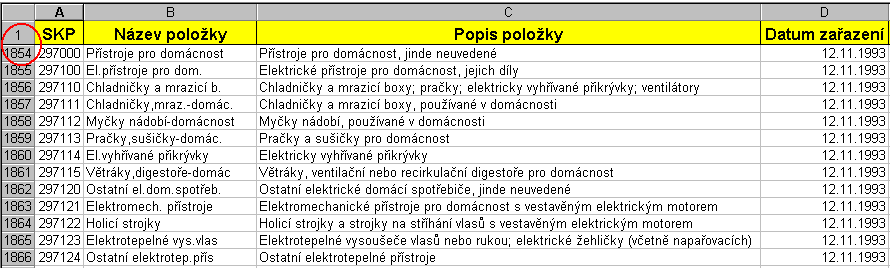 A B C D
1 SKP Název položky Popis položky Datum zařazení
1854 297000 Přístroje pro domácnost Přístroje pro domácnost, jinde neuvedené 12.11.1993
1855 297100 El.přístroje pro dom. Elektrické přístroje pro domácnost, jejich díly 12.11.1993
1856 297110 Chladničky a mrazicí b. Chladničky a mrazicí boxy; pračky; elektricky vyhřívané přikrývky; ventilátory 12.11.1993
1857 297111 Chladničky,mraz.-domác. Chladničky a mrazicí boxy, používané v domácnosti 12.11.1993
1858 297112 Myčky nádobí-domácnost Myčky nádobí, používané v domácnosti 12.11.1993
1859 297113 Pračky,sušičky-domác. Pračky a sušičky pro domácnost 12.11.1993
1860 297114 El.vyhřívané přikrývky Elektricky vyhřívané přikrývky 12.11.1993
1861 297115 Větráky,digestoře-domác Větráky, ventilační nebo recirkulační digestoře pro domácnost 12.11.1993
1862 297120 Ostatní el.dom.spotřeb. Ostatní elektrické domácí spotřebiče, jinde neuvedené 12.11.1993
1863 297121 Elektromech. přístroje Elektromechanické přístroje pro domácnost s vestavěným elektrickým motorem 12.11.1993
1864 297122 Holicí strojky Holicí strojky a strojky na stříhání vlasů s vestavěným elektrickým motorem 12.11.1993
1865 297123 Elektrotepelné vys.vlas Elektrotepelné vysoušeče vlasů nebo rukou; elektrické žehličky (včetně napařovacích) 12.11.1993
1866 297124 Ostatní elektrotep.přís Ostatní elektrotepelné přístroje 12.11.1993